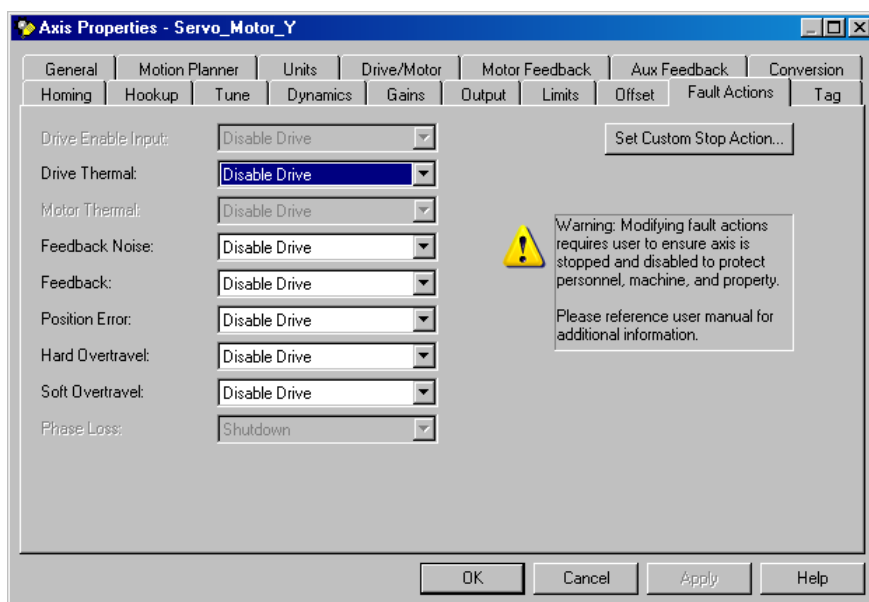 Axis Properties - Servo_Motor_Y
General Motion Planner Units Drive/Motor Motor Feedback Aux Feedback Conversion
Homing Hookup Tune Dynamics Gains Output Limits Offset Fault Actions Tag
Drive Enable Input: Disable Drive
Set Custom Stop Action...
Drive Thermal: Disable Drive
Motor Thermal: Disable Drive
Feedback Noise: Disable Drive
Feedback: Disable Drive
Position Error: Disable Drive
Hard Overtravel: Disable Drive
Soft Overtravel: Disable Drive
Phase Loss: Shutdown
Warning: Modifying fault actions
requires user to ensure axis is
stopped and disabled to protect
personnel, machine, and property.
Please reference user manual for
additional information.
OK Cancel Apply Help